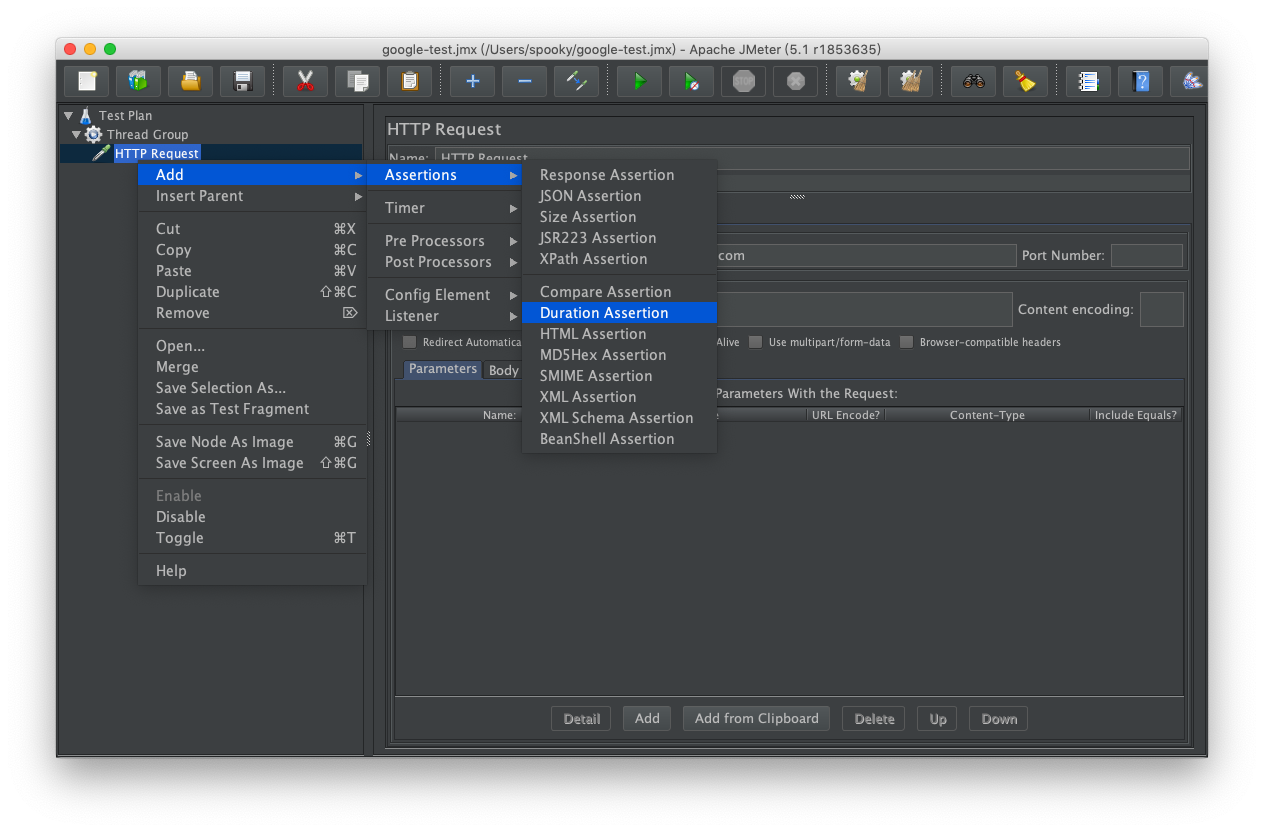 google-test.jmx (/Users/spooky/google-test.jmx) - Apache JMeter (5.1 r1853635)
STOP
?
Test Plan
Thread Group
HTTP Request
HTTP Request
Name: HTTP Request
Add
Insert Parent
Cut ⌘X
Copy ⌘C
Paste ⌘V
Duplicate ⇧⌘C
Remove ⌦
Open...
Merge
Save Selection As...
Save as Test Fragment
Save Node As Image ⌘G
Save Screen As Image ⇧⌘G
Enable
Disable
Toggle ⌘T
Help
Assertions
Timer
Pre Processors
Post Processors
Config Element
Listener
Response Assertion
JSON Assertion
Size Assertion
JSR223 Assertion
XPath Assertion
Compare Assertion
Duration Assertion
HTML Assertion
MD5Hex Assertion
SMIME Assertion
XML Assertion
XML Schema Assertion
BeanShell Assertion
com Port Number:
Content encoding:
Redirect Automatica Alive Use multipart/form-data Browser-compatible headers
Parameters Body
Parameters With the Request:
Name: URL Encode? Content-Type Include Equals?
Detail Add Add from Clipboard Delete Up Down